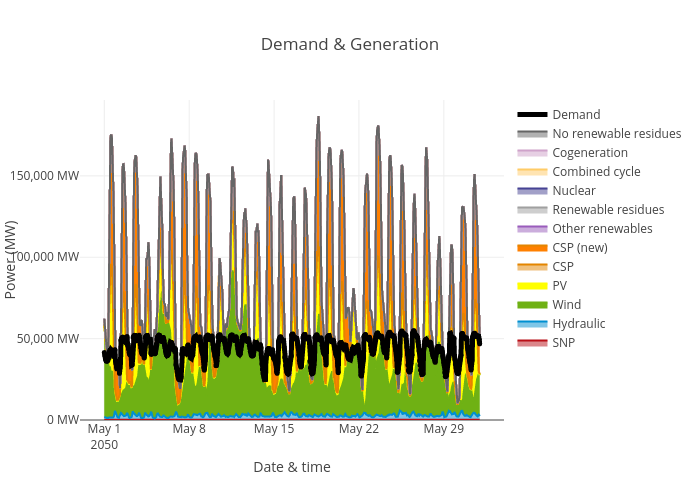 Demand & Generation
Demand
No renewable residues
Cogeneration
Combined cycle
Nuclear
Renewable residues
Other renewables
CSP (new)
CSP
PV
Wind
Hydraulic
SNP
150,000 MW
100,000 MW
50,000 MW
0 MW
Power (MW)
May 1
2050
May 8
May 15
May 22
May 29
Date & time